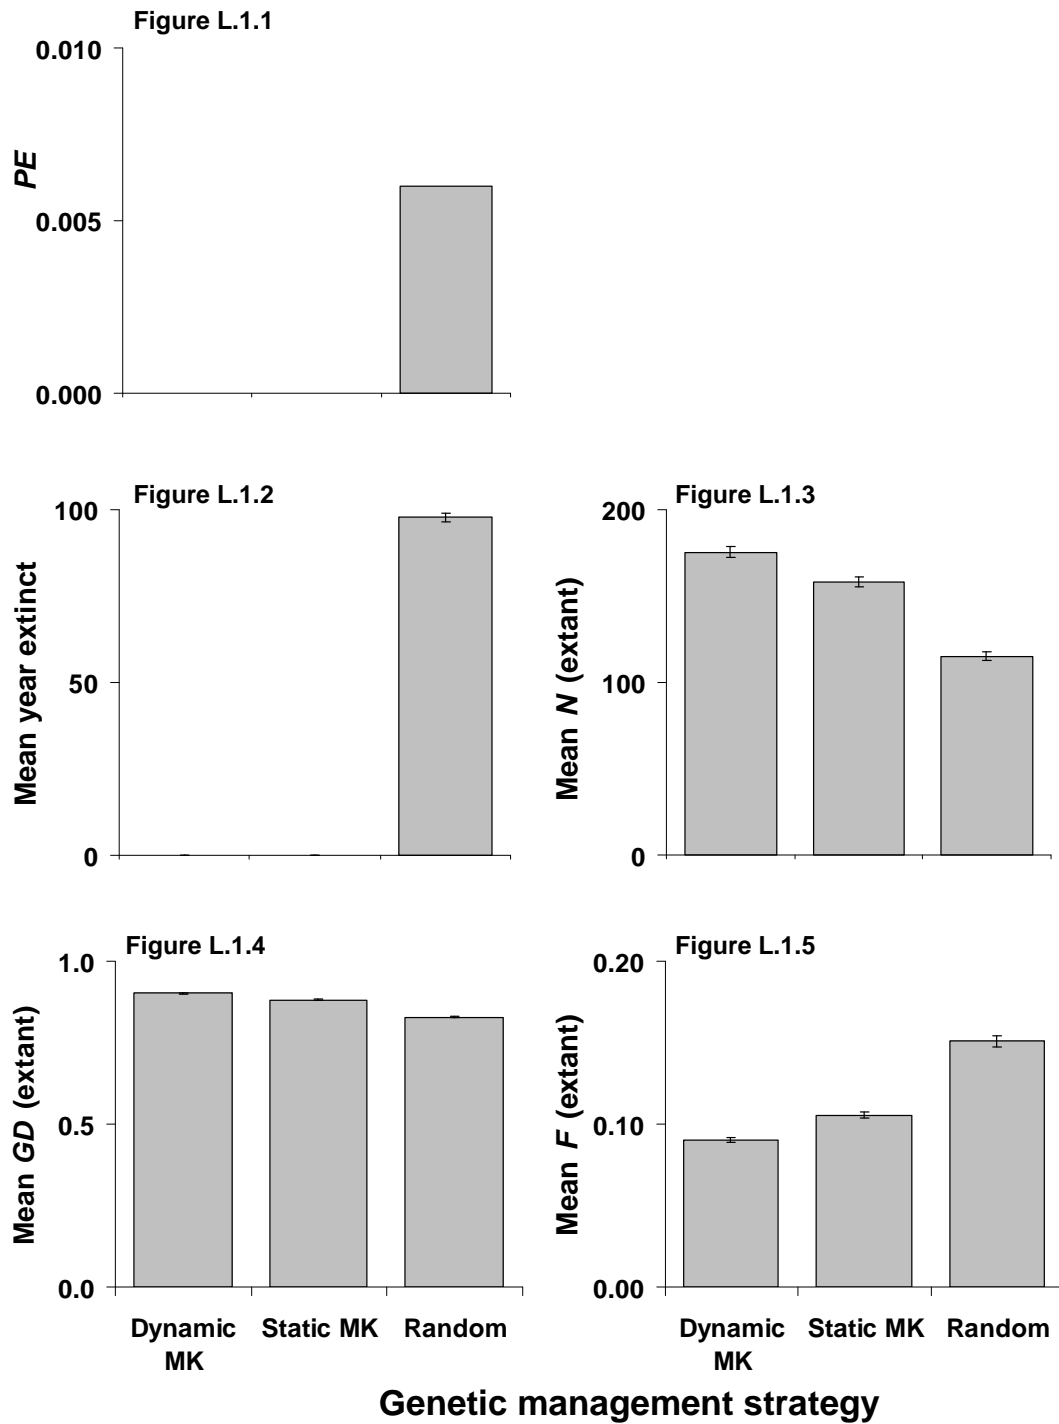 Figure L.1.1
0.010
0.005
0.000
PE
Figure L.1.2
100
50
0
Mean year extinct
Figure L.1.3
200
100
0
Mean N (extant)
Figure L.1.4
1.0
0.5
0.0
Mean GD (extant)
Dynamic MK
Static MK
Random
Figure L.1.5
0.20
0.10
0.00
Mean F (extant)
Dynamic MK
Static MK
Random
Genetic management strategy